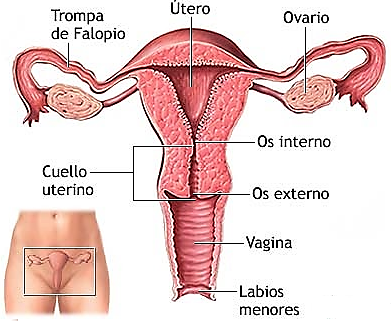 Trompa
de Falopio
Útero
Ovario
Os interno
Cuello
uterino
Os externo
Vagina
Labios
menores